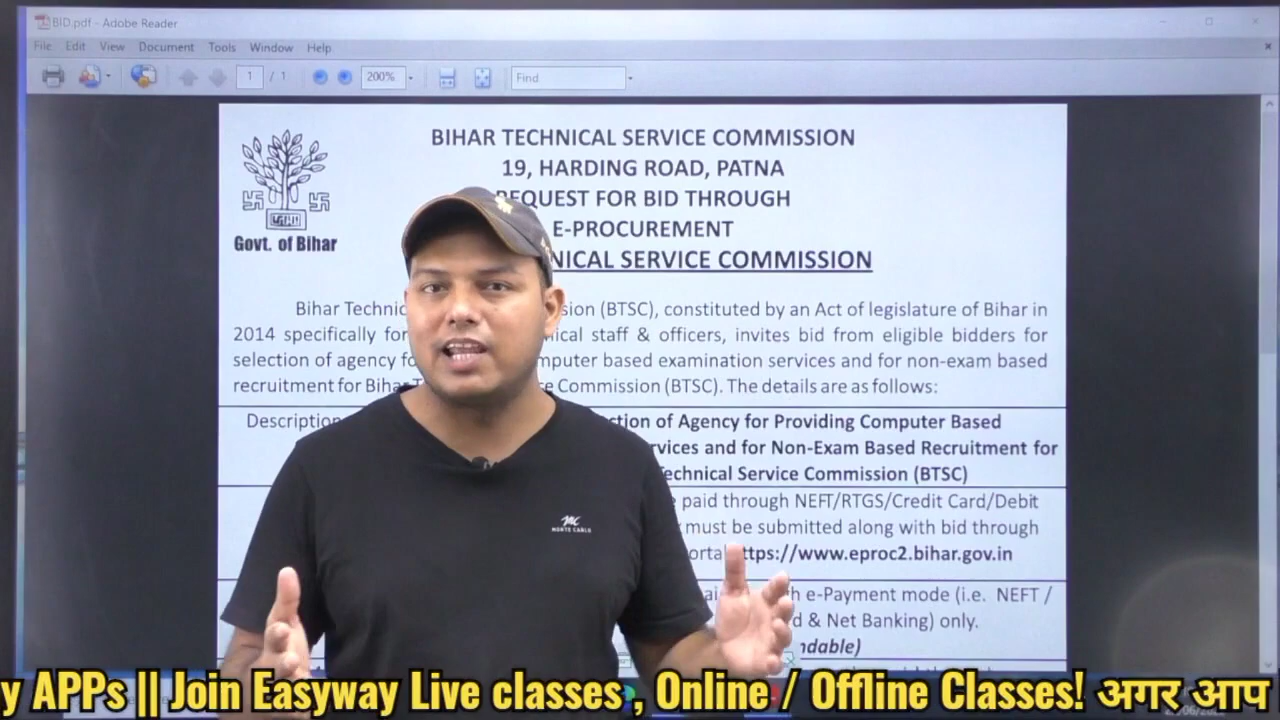 BID.pdf - Adobe Reader
File Edit View Document Tools Window Help
1 / 1 200% Find
BIHAR TECHNICAL SERVICE COMMISSION
19, HARDING ROAD, PATNA
REQUEST FOR BID THROUGH
E-PROCUREMENT
NICAL SERVICE COMMISSION
Govt. of Bihar
Bihar Technic sion (BTSC), constituted by an Act of legislature of Bihar in
2014 specifically for nical staff & officers, invites bid from eligible bidders for
selection of agency fo mputer based examination services and for non-exam based
recruitment for Bihar T ce Commission (BTSC). The details are as follows:
Description ction of Agency for Providing Computer Based
rvices and for Non-Exam Based Recruitment for
echnical Service Commission (BTSC)
paid through NEFT/RTGS/Credit Card/Debit
must be submitted along with bid through
ortal https://www.eproc2.bihar.gov.in
h e-Payment mode (i.e. NEFT /
d & Net Banking) only.
ndable)
MONTE CARLO
y APPs || Join Easyway Live classes , Online / Offline Classes! अगर आप